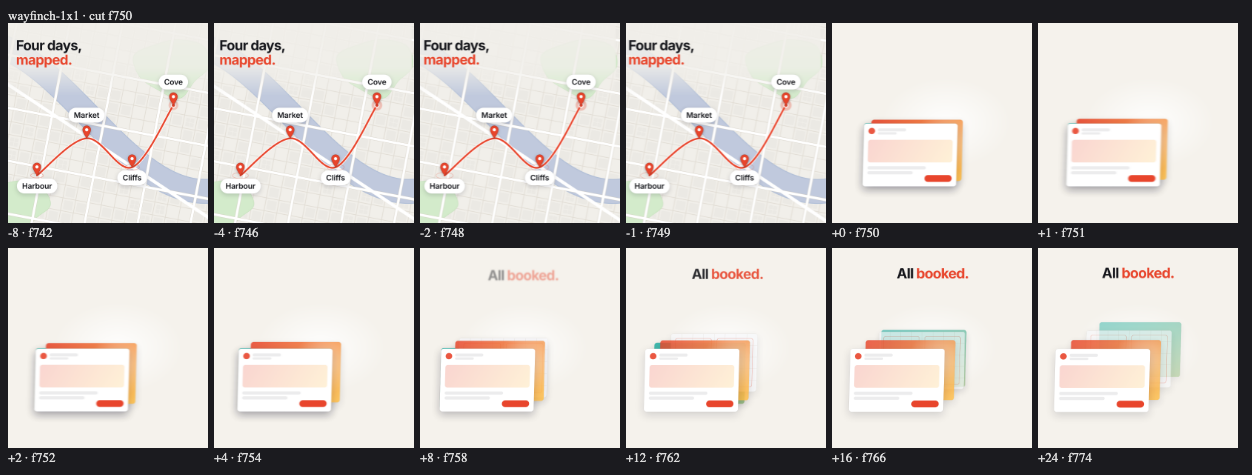 wayfinch-1x1 · cut f750
Four days,
mapped.
Cove
Market
Cliffs
Harbour
-8 · f742
Four days,
mapped.
Cove
Market
Cliffs
Harbour
-4 · f746
Four days,
mapped.
Cove
Market
Cliffs
Harbour
-2 · f748
Four days,
mapped.
Cove
Market
Cliffs
Harbour
-1 · f749
+0 · f750
+1 · f751
+2 · f752
+4 · f754
All booked.
+8 · f758
All booked.
+12 · f762
All booked.
+16 · f766
All booked.
+24 · f774